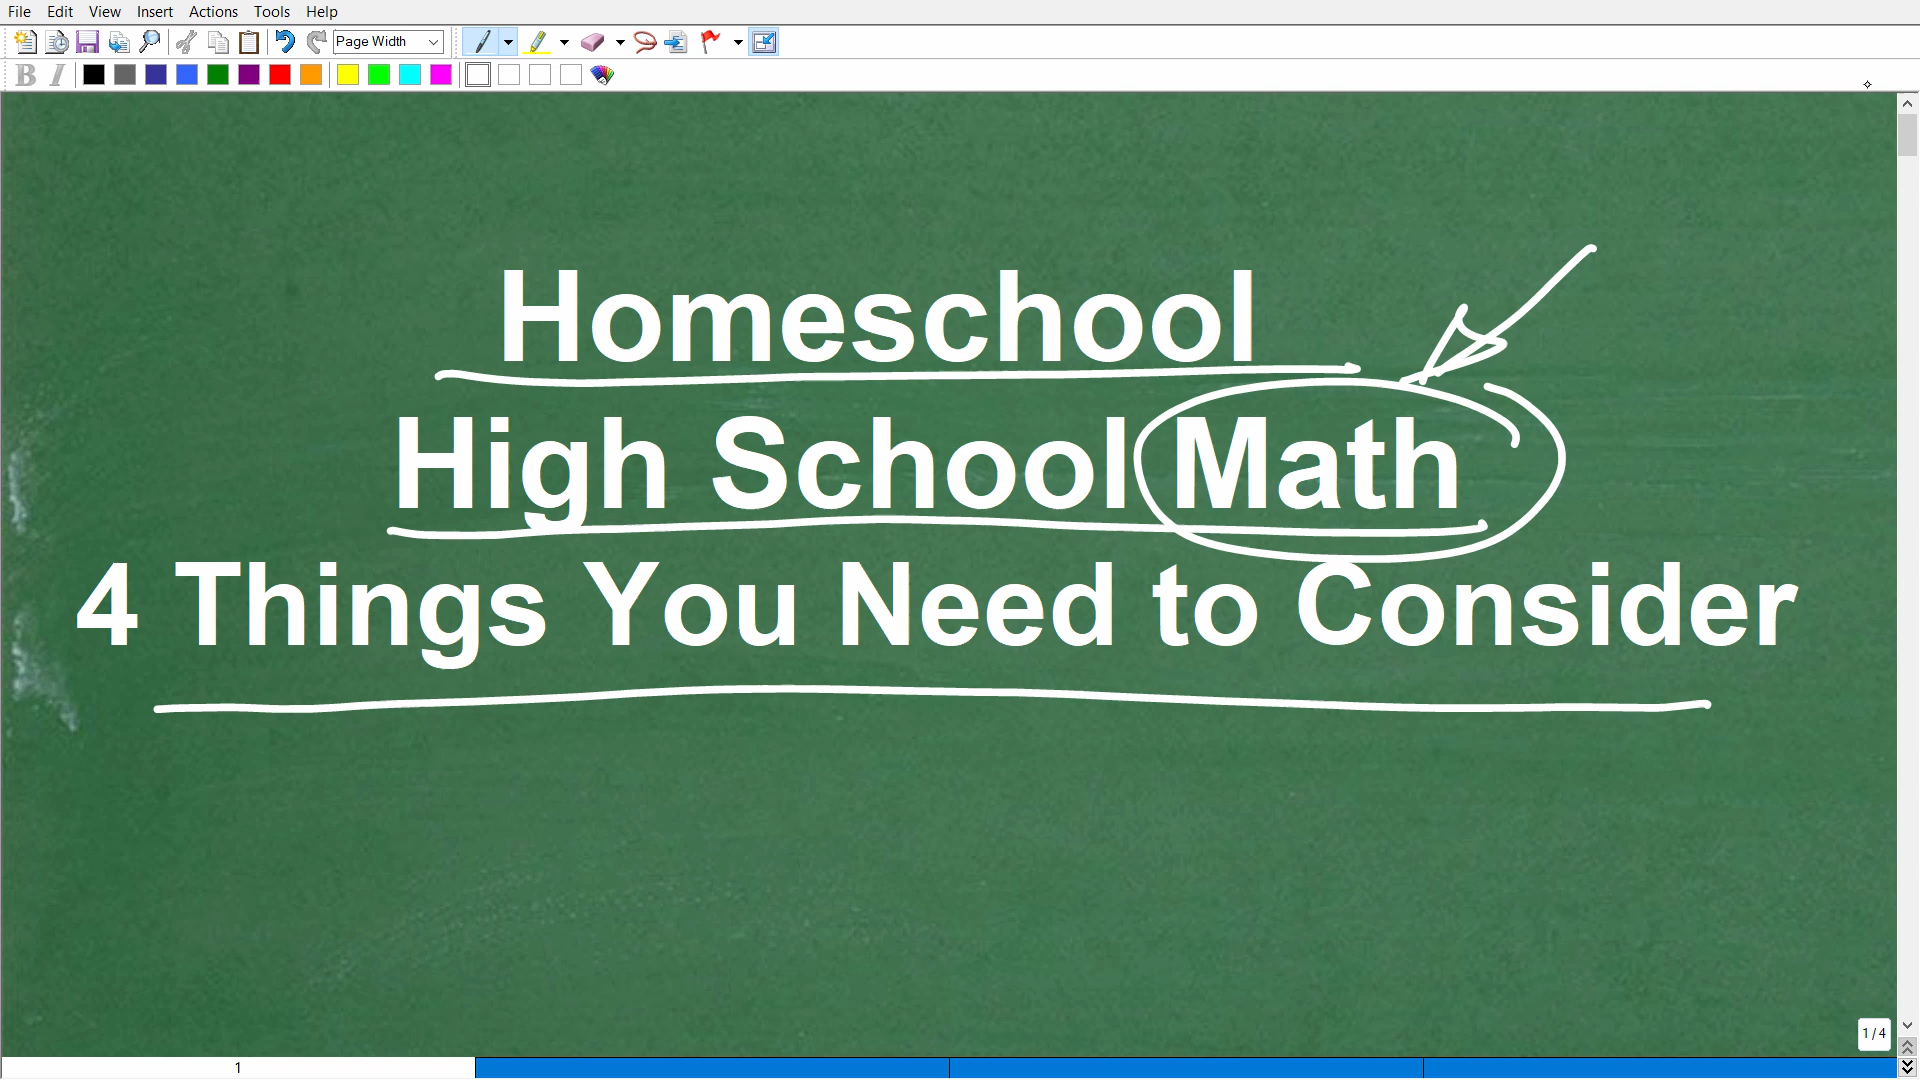 File Edit View Insert Actions Tools Help
Page Width
B I
Homeschool
High School Math
4 Things You Need to Consider
1 / 4
1